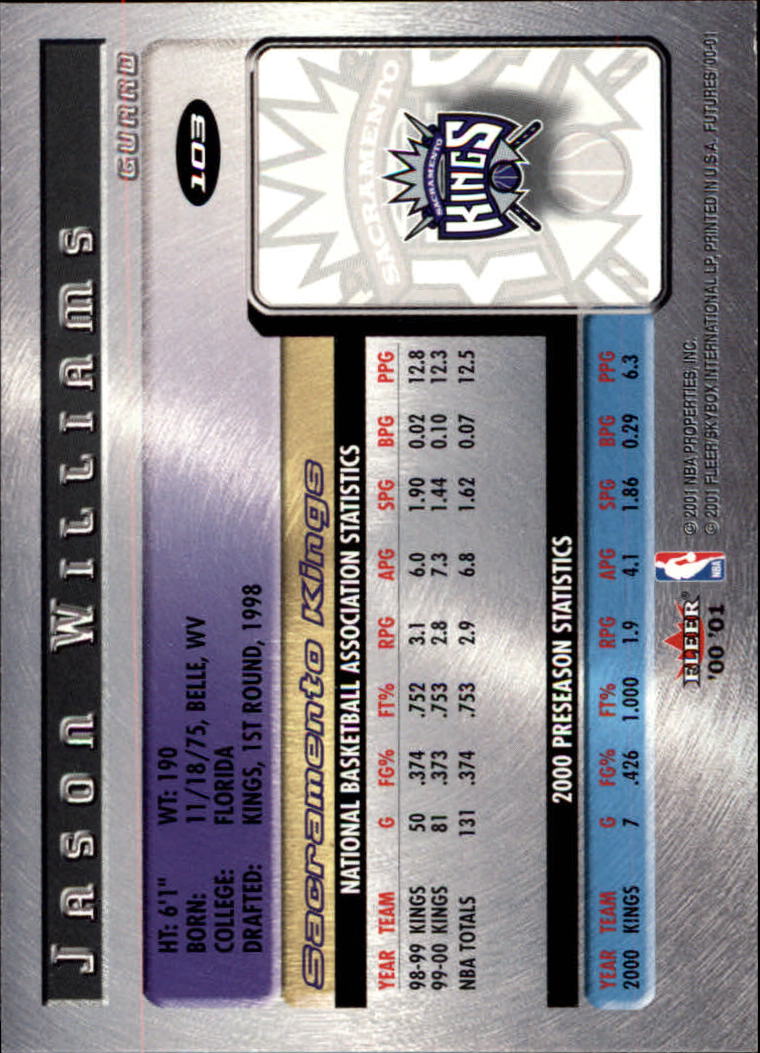 JASON WILLIAMS
GUARD
103
HT: 6'1" WT: 190
BORN: 11/18/75, BELLE, WV
COLLEGE: FLORIDA
DRAFTED: KINGS, 1ST ROUND, 1998
SACRAMENTO
SACRAMENTO
KINGS
Sacramento Kings
NATIONAL BASKETBALL ASSOCIATION STATISTICS
YEAR TEAM G FG% FT% RPG APG SPG BPG PPG
98-99 KINGS 50 .374 .752 3.1 6.0 1.90 0.02 12.8
99-00 KINGS 81 .373 .753 2.8 7.3 1.44 0.10 12.3
NBA TOTALS 131 .374 .753 2.9 6.8 1.62 0.07 12.5
2000 PRESEASON STATISTICS
YEAR TEAM G FG% FT% RPG APG SPG BPG PPG
2000 KINGS 7 .426 1.000 1.9 4.1 1.86 0.29 6.3
FLEER®
'00 '01
NBA
© 2001 NBA PROPERTIES, INC.
© 2001 FLEER/SKYBOX INTERNATIONAL LP, PRINTED IN U.S.A. FUTURES '00-01